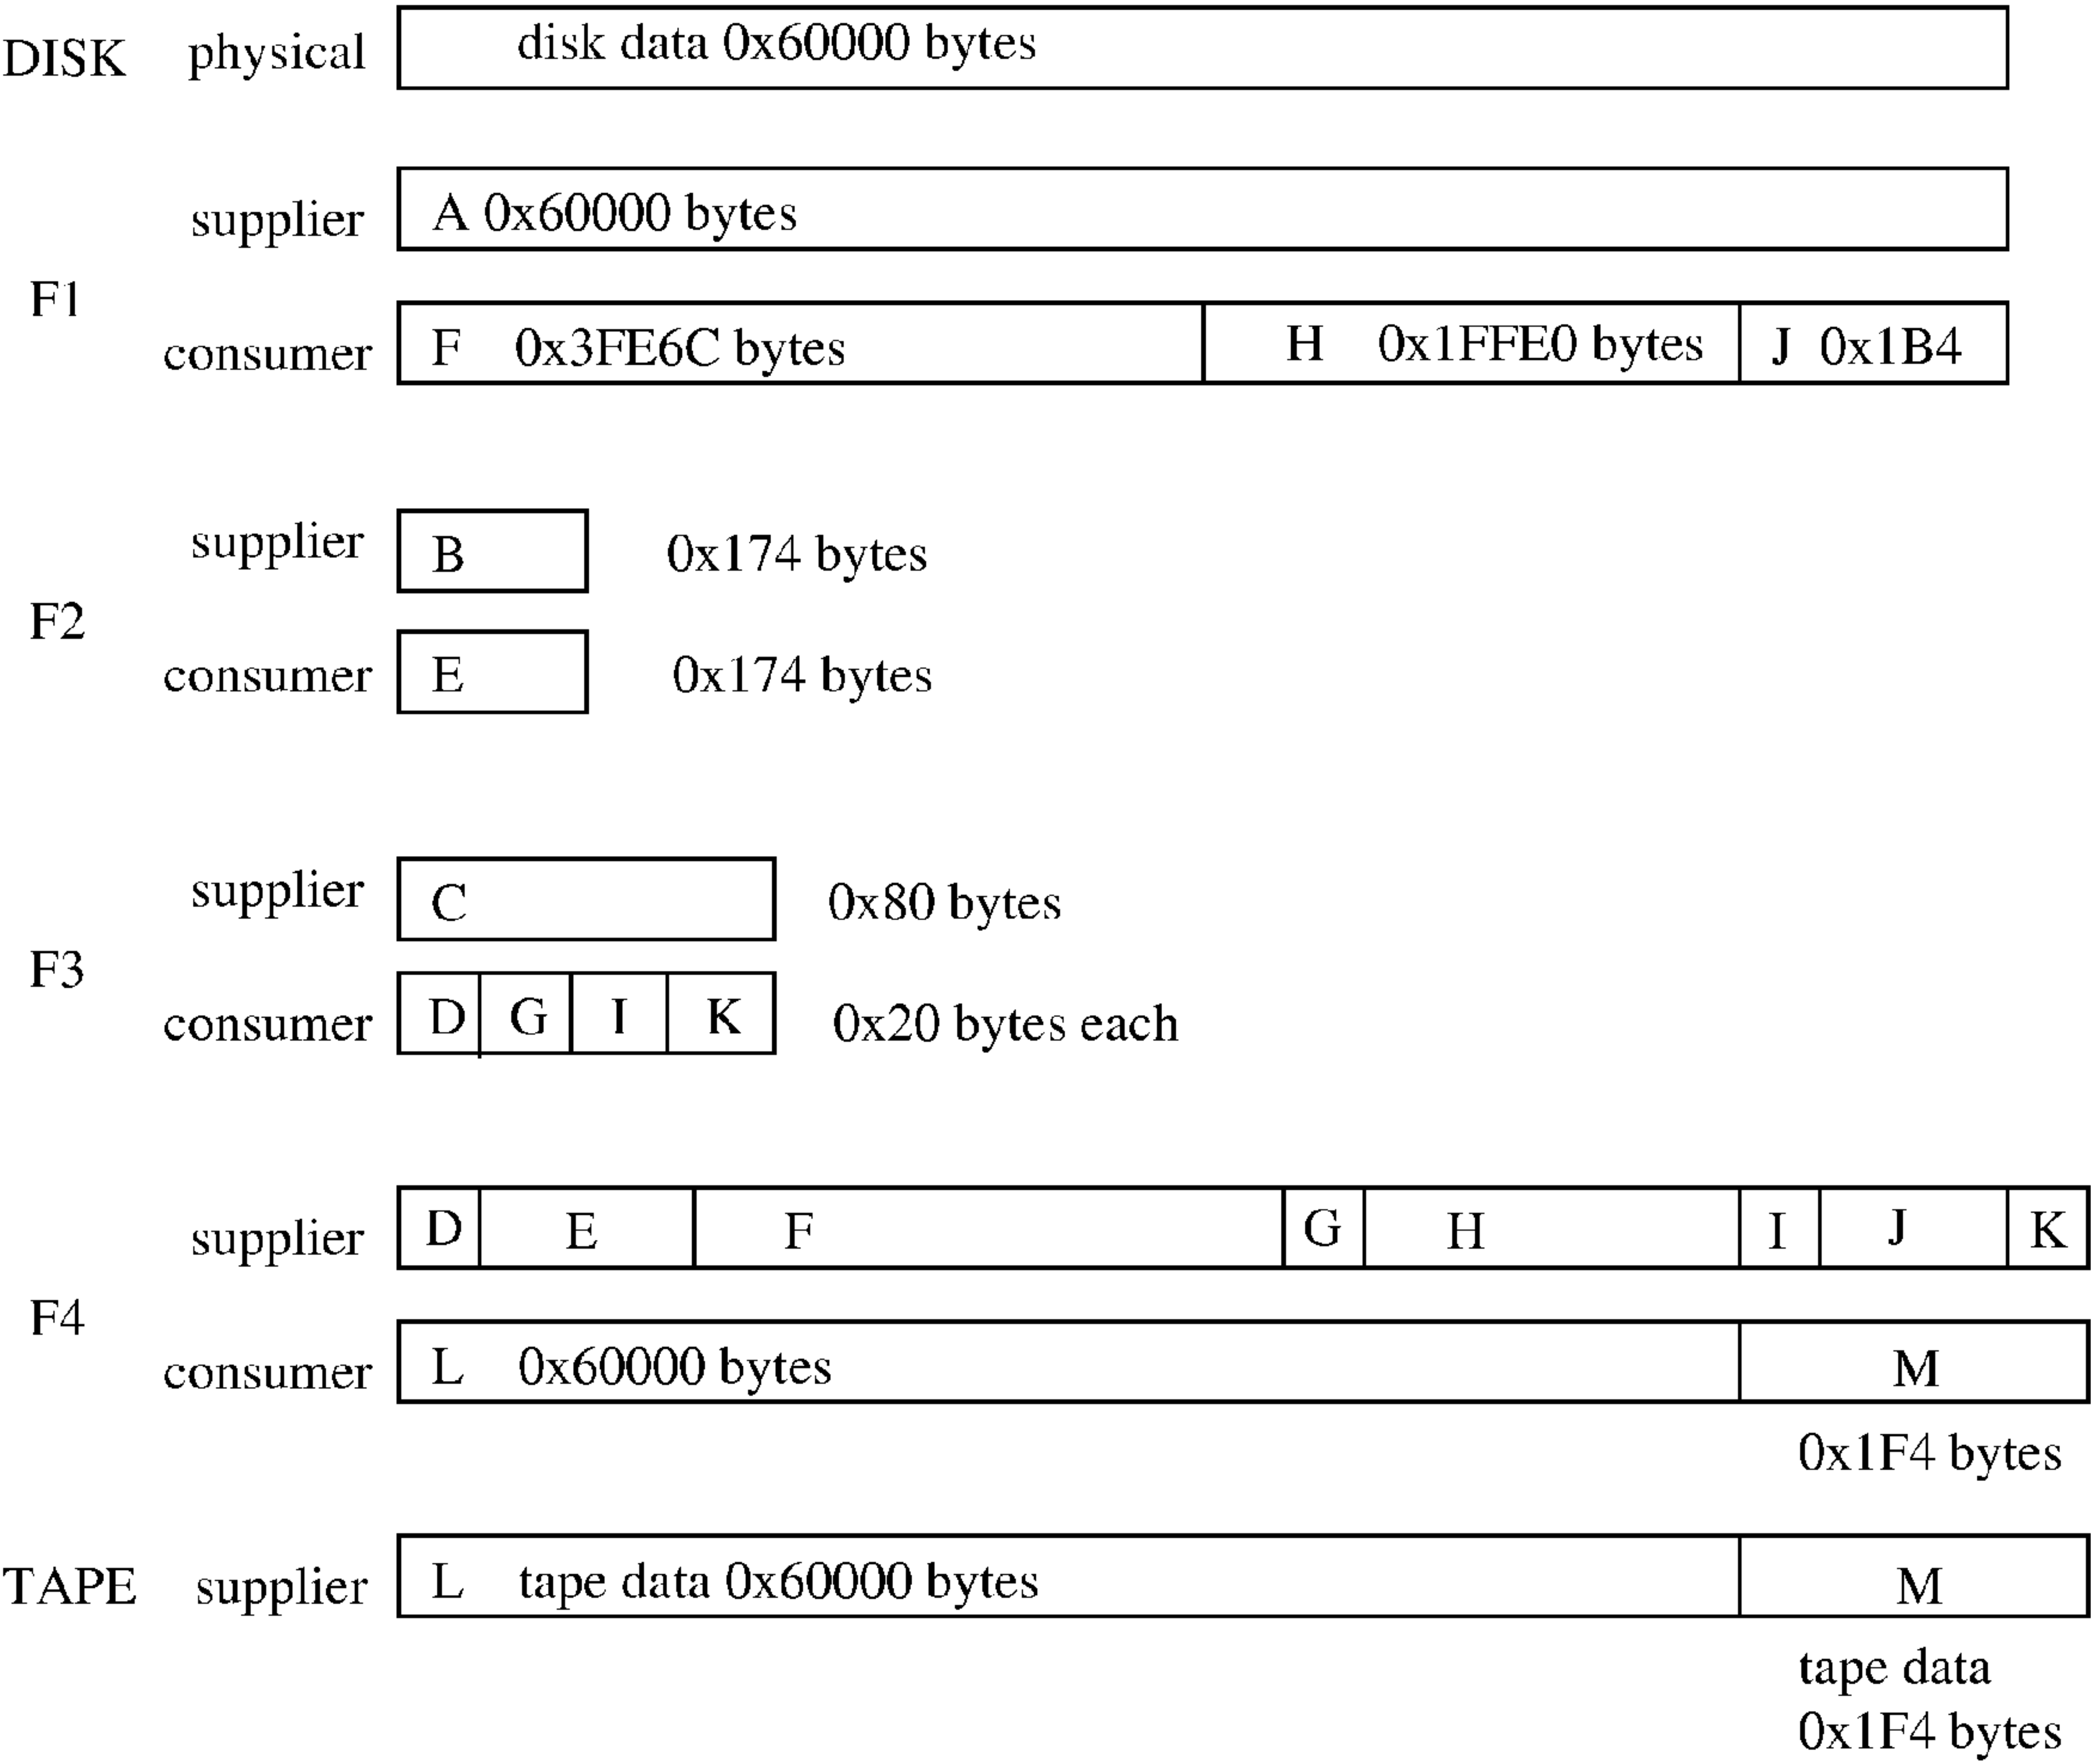 DISK physical disk data 0x60000 bytes
supplier A 0x60000 bytes
F1
consumer F 0x3FE6C bytes H 0x1FFE0 bytes J 0x1B4
supplier B 0x174 bytes
F2
consumer E 0x174 bytes
supplier C 0x80 bytes
F3
consumer D G I K 0x20 bytes each
supplier D E F G H I J K
F4
consumer L 0x60000 bytes M
0x1F4 bytes
TAPE supplier L tape data 0x60000 bytes M
tape data
0x1F4 bytes